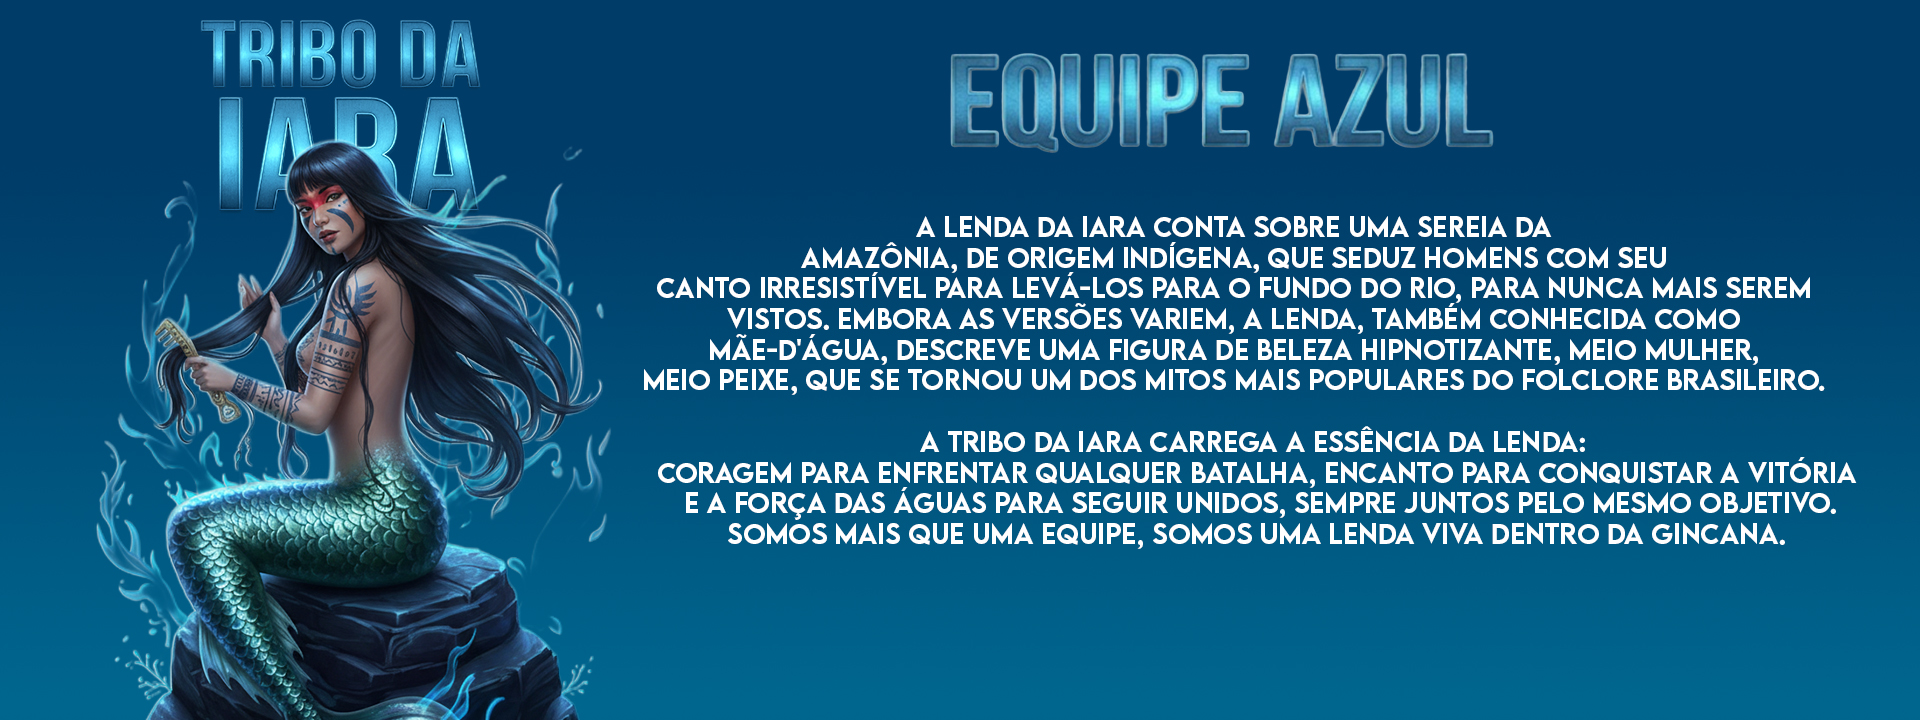 TRIBO DA
IARA
EQUIPE AZUL
A LENDA DA IARA CONTA SOBRE UMA SEREIA DA
AMAZÔNIA, DE ORIGEM INDÍGENA, QUE SEDUZ HOMENS COM SEU
CANTO IRRESISTÍVEL PARA LEVÁ-LOS PARA O FUNDO DO RIO, PARA NUNCA MAIS SEREM
VISTOS. EMBORA AS VERSÕES VARIEM, A LENDA, TAMBÉM CONHECIDA COMO
MÃE-D'ÁGUA, DESCREVE UMA FIGURA DE BELEZA HIPNOTIZANTE, MEIO MULHER,
MEIO PEIXE, QUE SE TORNOU UM DOS MITOS MAIS POPULARES DO FOLCLORE BRASILEIRO.
A TRIBO DA IARA CARREGA A ESSÊNCIA DA LENDA:
CORAGEM PARA ENFRENTAR QUALQUER BATALHA, ENCANTO PARA CONQUISTAR A VITÓRIA
E A FORÇA DAS ÁGUAS PARA SEGUIR UNIDOS, SEMPRE JUNTOS PELO MESMO OBJETIVO.
SOMOS MAIS QUE UMA EQUIPE, SOMOS UMA LENDA VIVA DENTRO DA GINCANA.